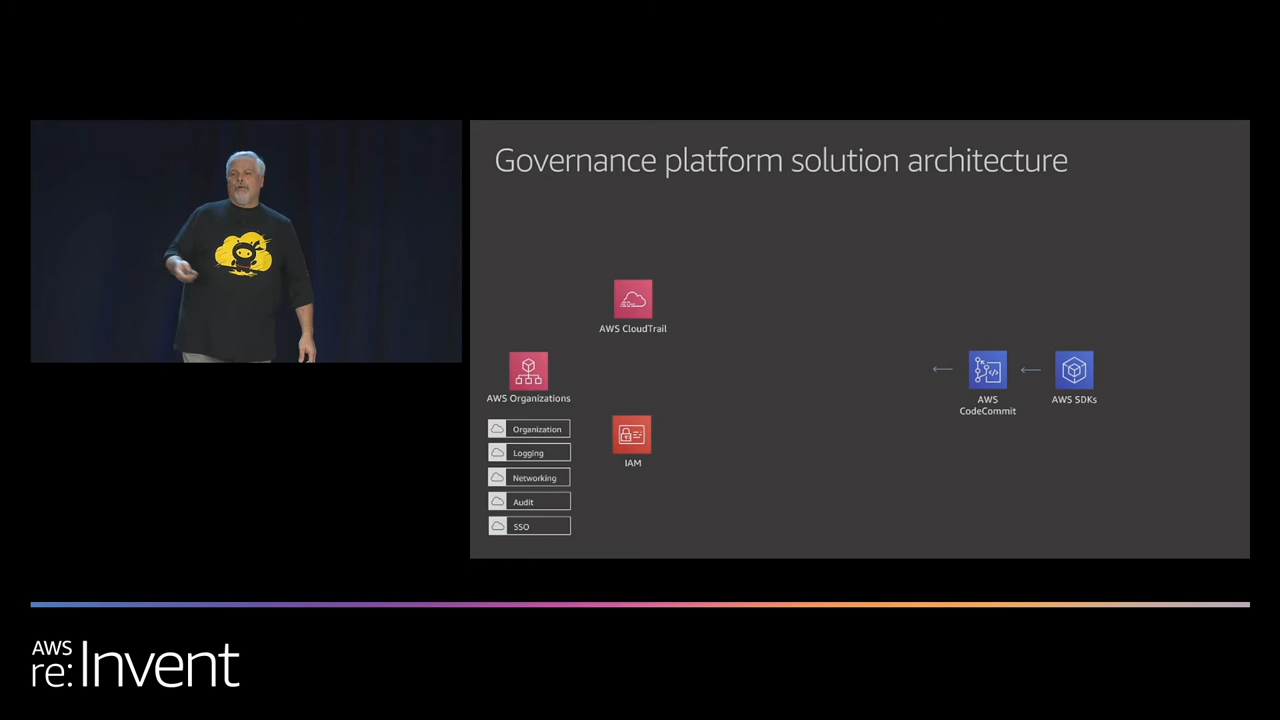 Governance platform solution architecture
AWS CloudTrail
AWS Organizations
Organization
Logging
Networking
Audit
SSO
IAM
AWS
CodeCommit
AWS SDKs
AWS
re:Invent